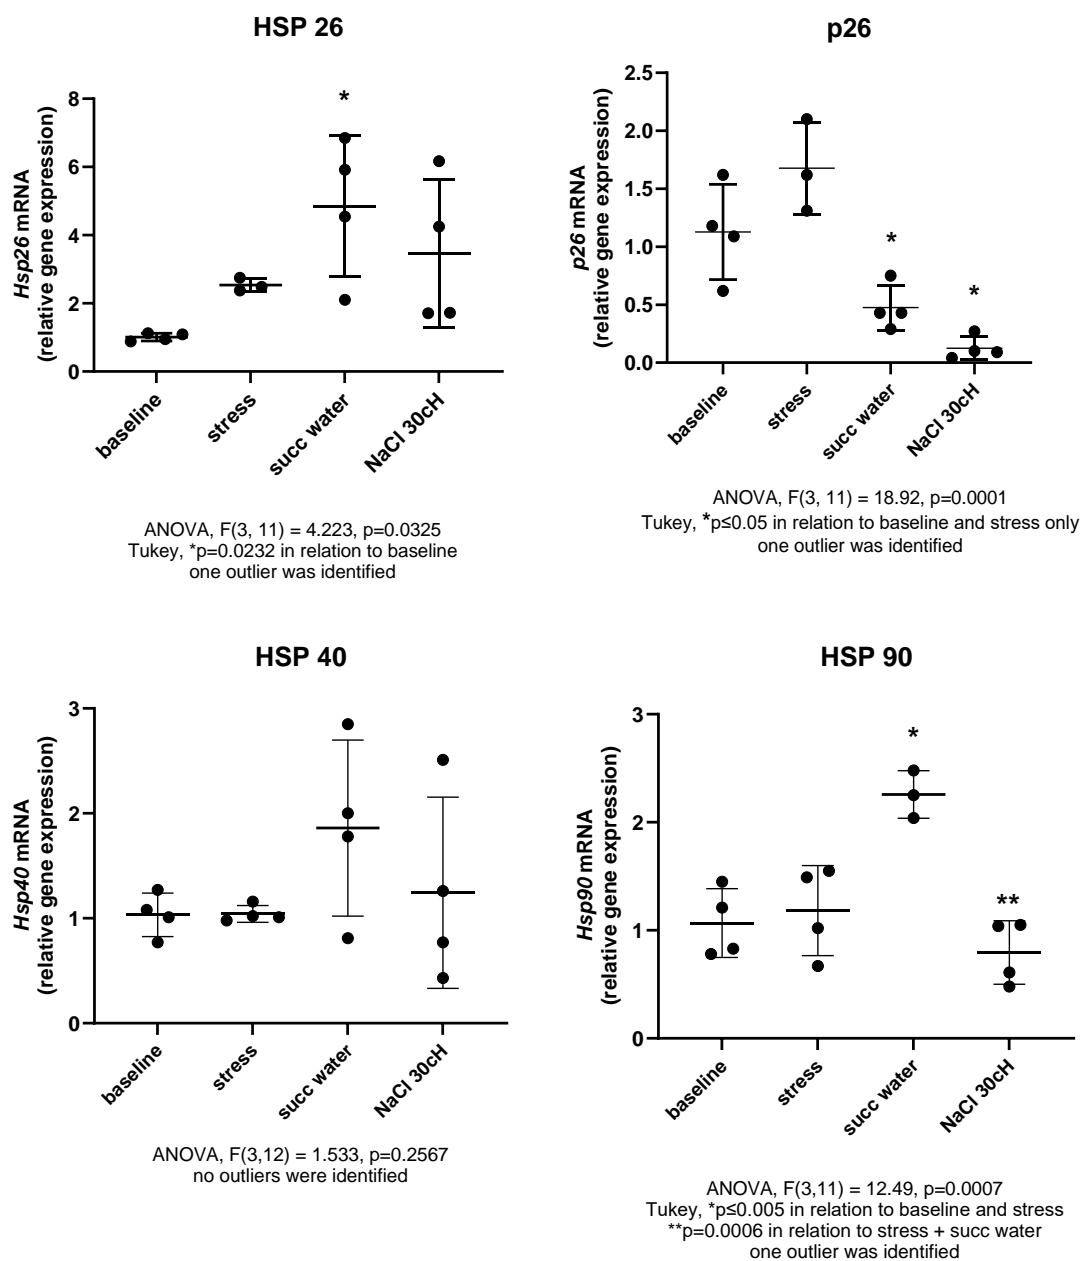 HSP 26
Hsp26 mRNA
(relative gene expression)
8
6
4
2
0
*
baseline
stress
succ water
NaCl 30cH
ANOVA, F(3, 11) = 4.223, p=0.0325
Tukey, *p=0.0232 in relation to baseline
one outlier was identified
p26
p26 mRNA
(relative gene expression)
2.5
2.0
1.5
1.0
0.5
0.0
*
*
baseline
stress
succ water
NaCl 30cH
ANOVA, F(3, 11) = 18.92, p=0.0001
Tukey, *p≤0.05 in relation to baseline and stress only
one outlier was identified
HSP 40
Hsp40 mRNA
(relative gene expression)
3
2
1
0
baseline
stress
succ water
NaCl 30cH
ANOVA, F(3,12) = 1.533, p=0.2567
no outliers were identified
HSP 90
Hsp90 mRNA
(relative gene expression)
3
2
1
0
*
**
baseline
stress
succ water
NaCl 30cH
ANOVA, F(3,11) = 12.49, p=0.0007
Tukey, *p≤0.005 in relation to baseline and stress
**p=0.0006 in relation to stress + succ water
one outlier was identified